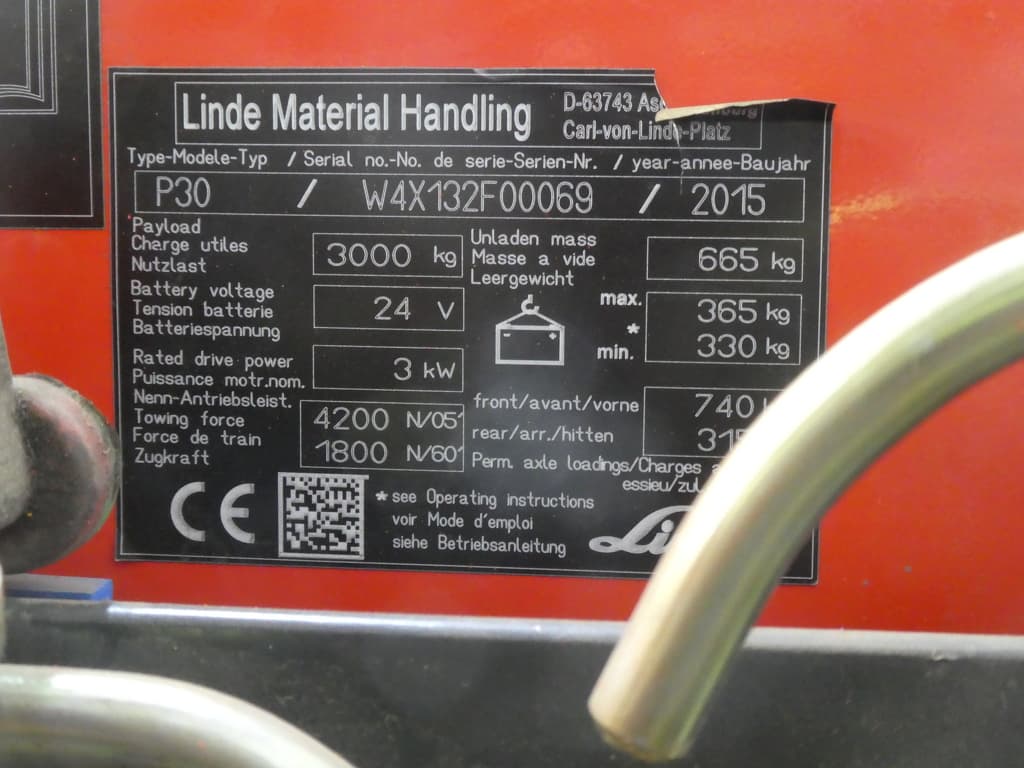 Linde Material Handling
D-63743
Carl-von-Linde-Platz
Type-Modele-Typ / Serial no.-No. de serie-Serien-Nr. / year-annee-Baujahr
P30 / W4X132F00069 / 2015
Payload
Charge utiles
Nutzlast
3000 kg
Unladen mass
Masse a vide
Leergewicht
665 kg
Battery voltage
Tension batterie
Batteriespannung
24 V
max. 365 kg
*
min. 330 kg
Rated drive power
Puissance motr.nom.
Nenn-Antriebsleist.
3 kW
Towing force
Force de train
Zugkraft
4200 N/05'
1800 N/60'
front/avant/vorne 740
rear/arr./hitten
Perm. axle loadings/Charges
essieu/zul
CE
*see Operating instructions
voir Mode d'emploi
siehe Betriebsanleitung